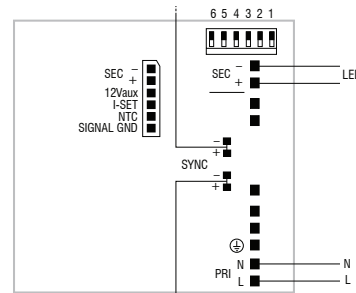 6 5 4 3 2 1
SEC -
+
12Vaux
I-SET
NTC
SIGNAL GND
SEC -
+
-
+
SYNC
-
+
N
PRI
L
N
L